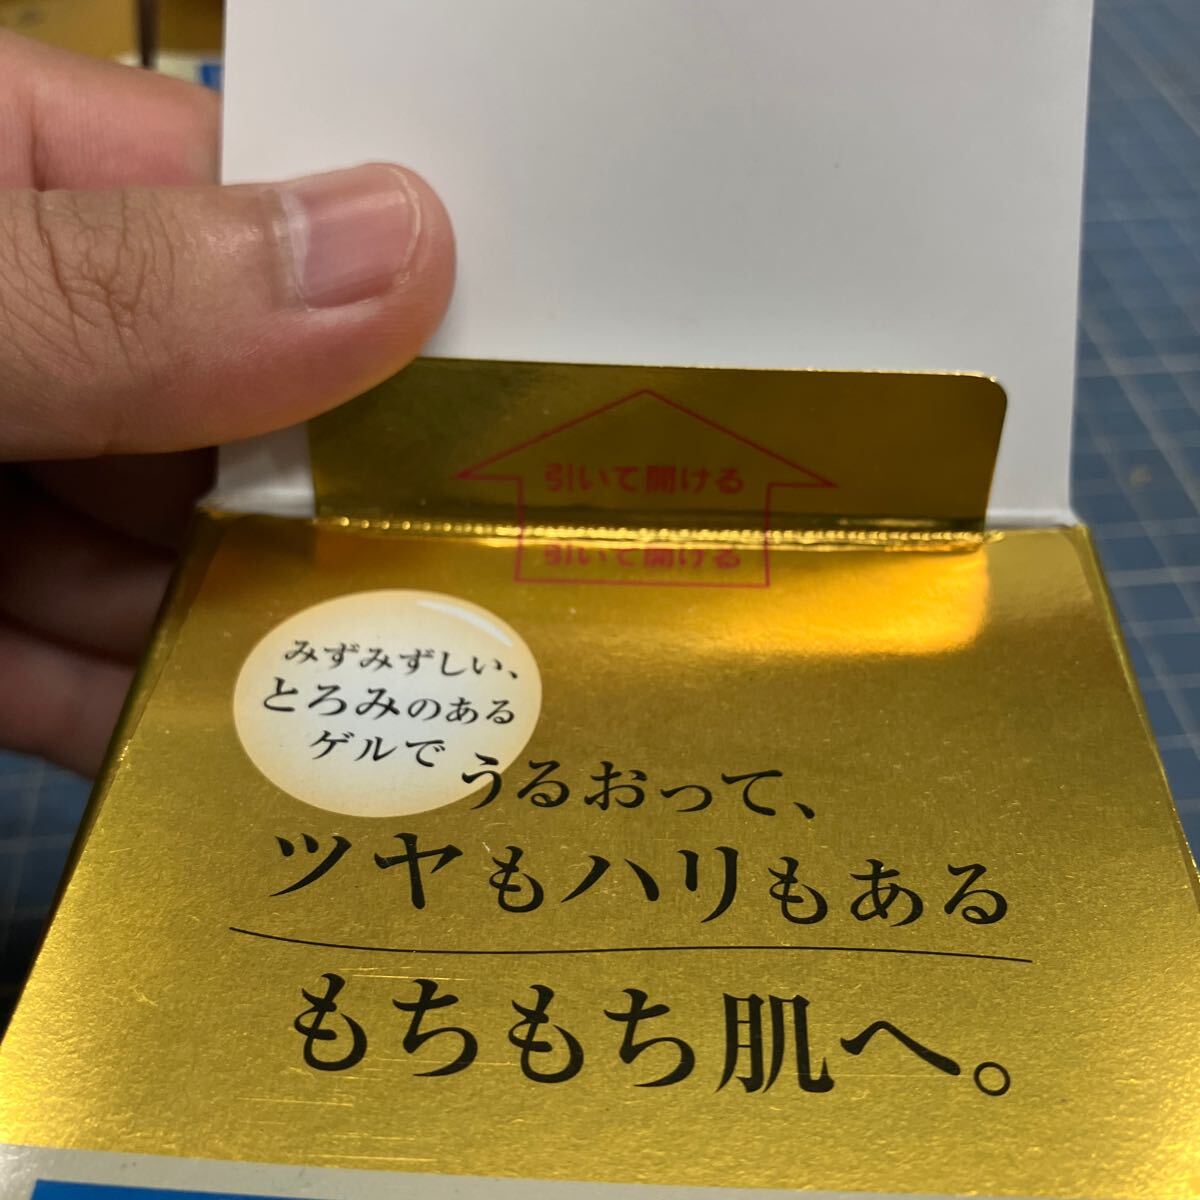 引いて開ける
引いて開ける
みずみずしい、
とろみのある
ゲルで
うるおって、
ツヤもハリもある
もちもち肌へ。